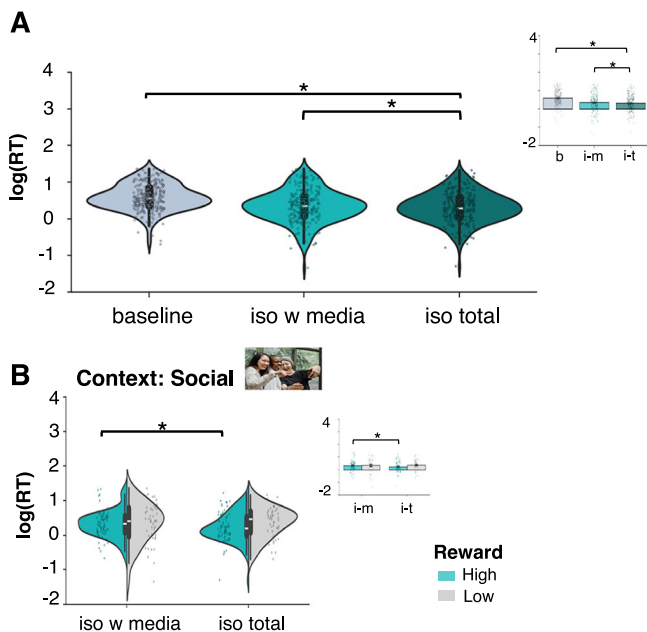 A
log(RT)
4
3
2
1
0
-1
-2
*
*
baseline
iso w media
iso total
4
-2
*
*
b
i-m
i-t
B
Context: Social
log(RT)
4
3
2
1
0
-1
-2
*
iso w media
iso total
4
-2
*
i-m
i-t
Reward
High
Low